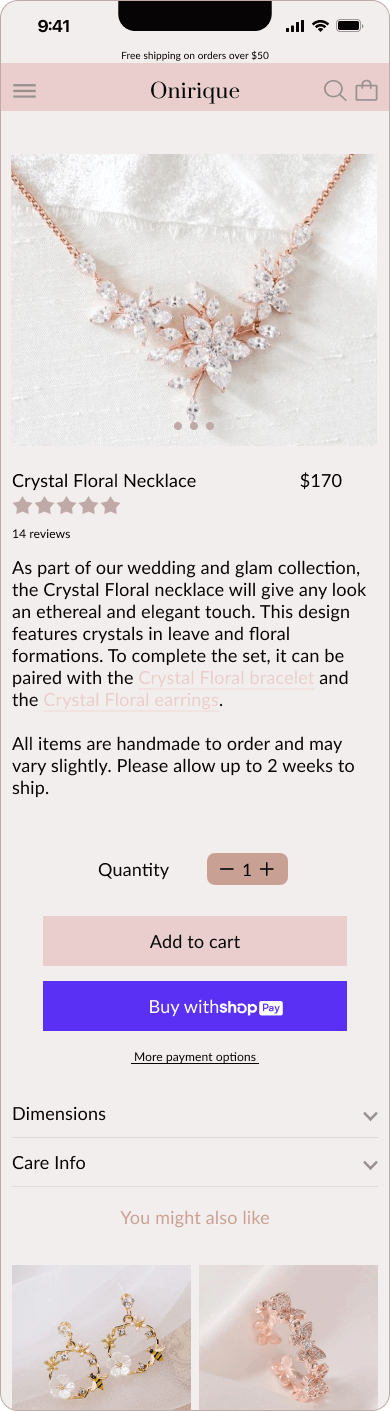 9:41
Free shipping on orders over $50
Onirique
Crystal Floral Necklace $170
14 reviews
As part of our wedding and glam collection,
the Crystal Floral necklace will give any look
an ethereal and elegant touch. This design
features crystals in leave and floral
formations. To complete the set, it can be
paired with the Crystal Floral bracelet and
the Crystal Floral earrings.
All items are handmade to order and may
vary slightly. Please allow up to 2 weeks to
ship.
Quantity − 1 +
Add to cart
Buy with shop Pay
More payment options
Dimensions
Care Info
You might also like